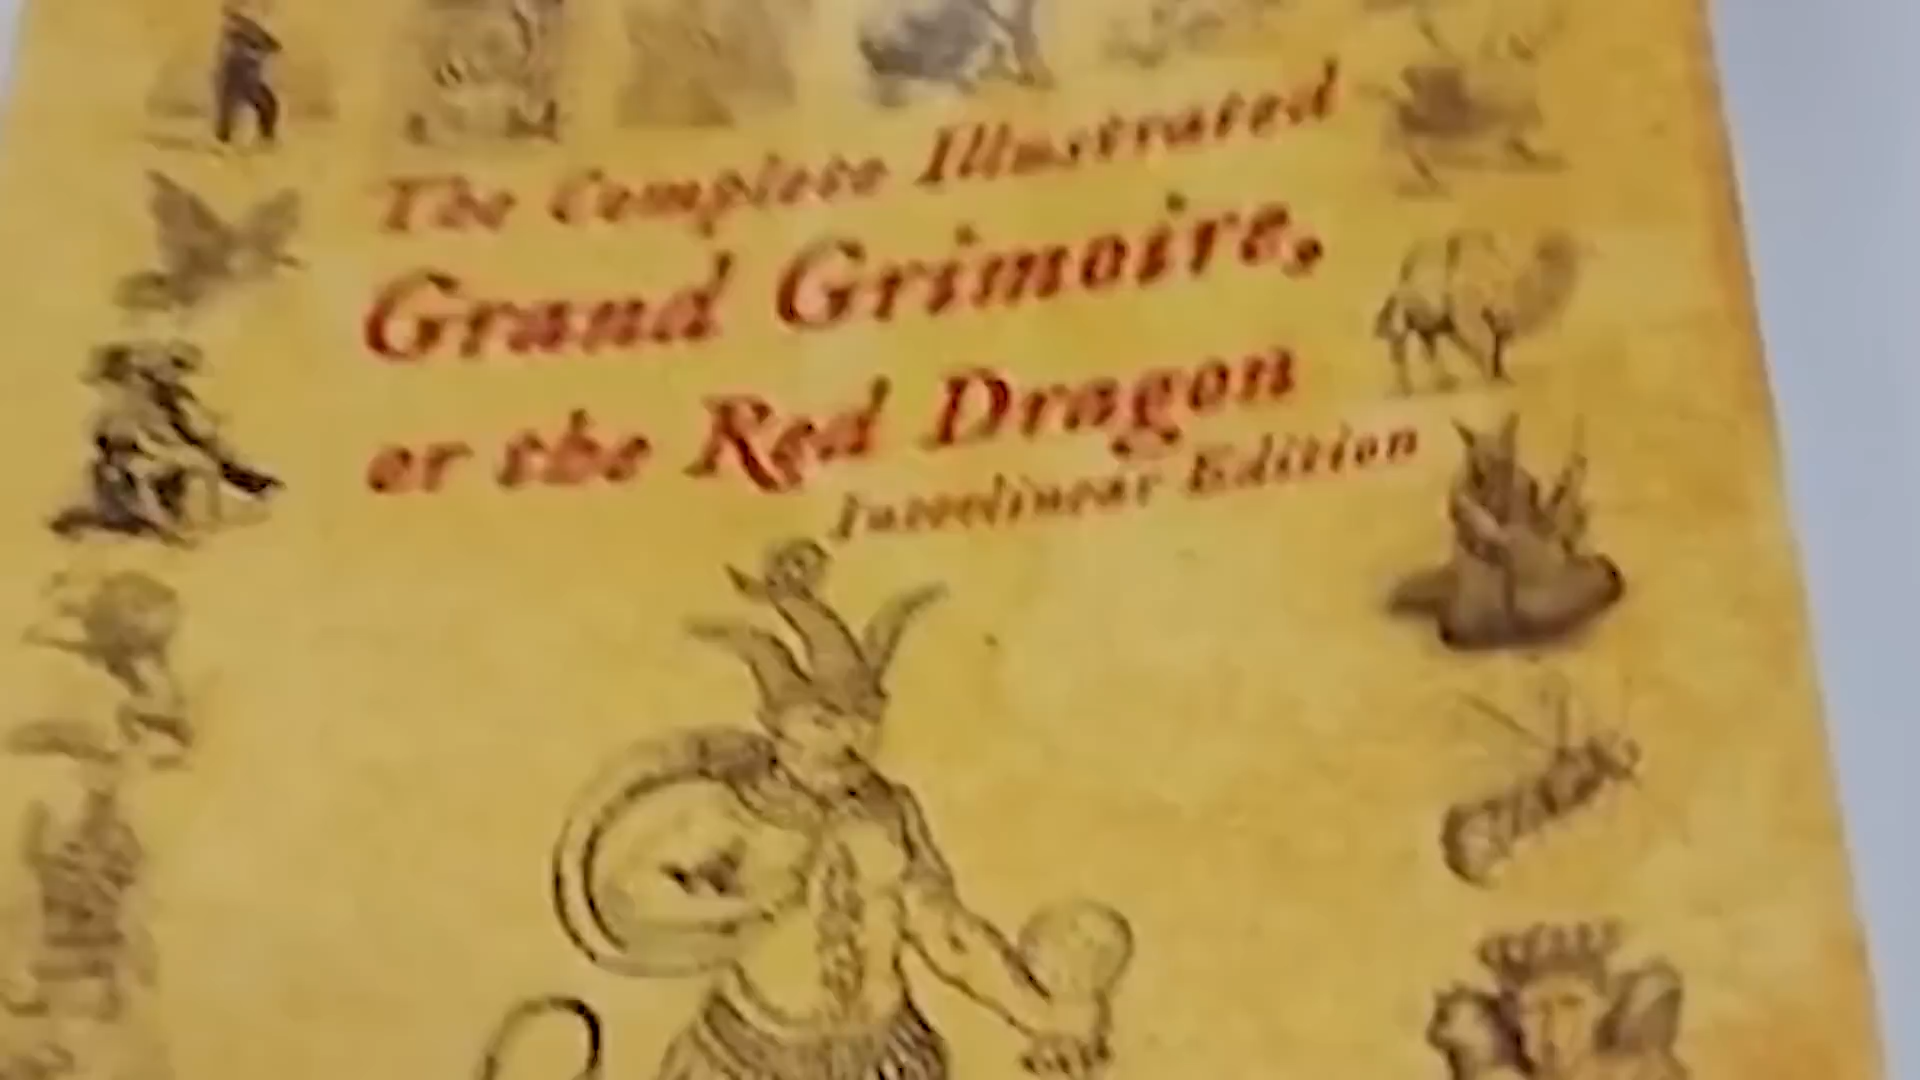 The Complete Illustrated
Grand Grimoire,
or the Red Dragon
Interlinear Edition